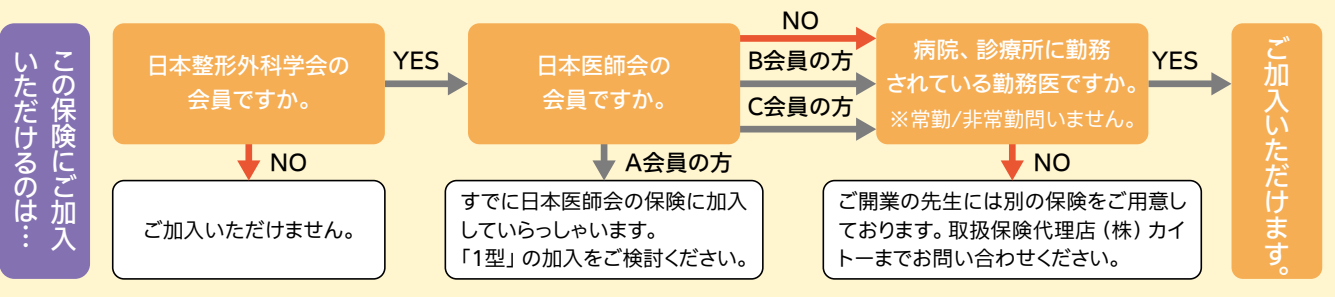 この保険にご加入
いただけるのは…
日本整形外科学会の
会員ですか。
YES
NO
ご加入いただけません。
日本医師会の
会員ですか。
NO
B会員の方
C会員の方
A会員の方
すでに日本医師会の保険に加入
していらっしゃいます。
「1型」の加入をご検討ください。
病院、診療所に勤務
されている勤務医ですか。
※常勤/非常勤問いません。
YES
NO
ご開業の先生には別の保険をご用意し
ております。取扱保険代理店(株)カイ
トーまでお問い合わせください。
ご加入いただけます。